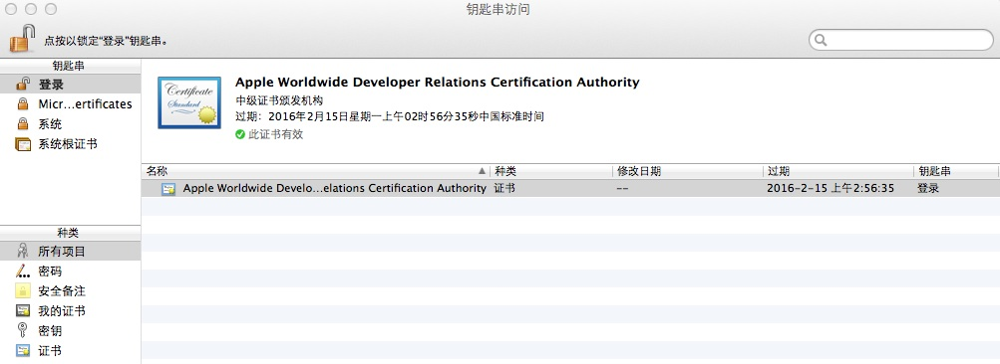 钥匙串访问
点按以锁定“登录”钥匙串。
钥匙串
登录
Micr...ertificates
系统
系统根证书
Certificate
Standard
Apple Worldwide Developer Relations Certification Authority
中级证书颁发机构
过期：2016年2月15日星期一上午02时56分35秒中国标准时间
此证书有效
名称 种类 修改日期 过期 钥匙串
Apple Worldwide Develo...elations Certification Authority 证书 -- 2016-2-15 上午2:56:35 登录
种类
所有项目
密码
安全备注
我的证书
密钥
证书